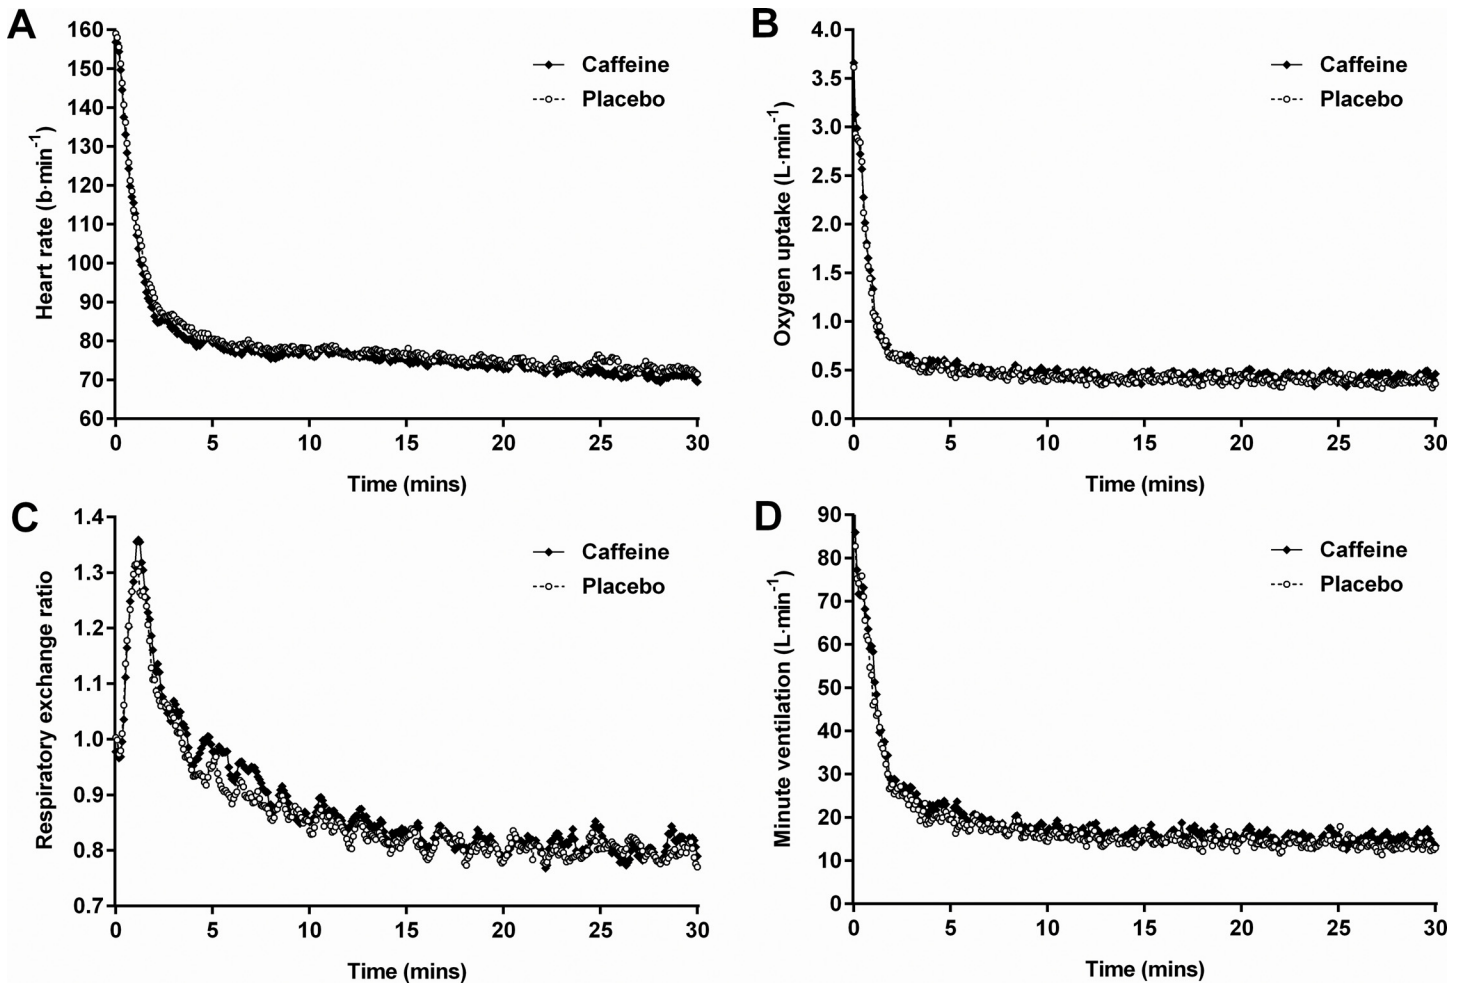 A
160
150
140
130
120
110
100
90
80
70
60
0 5 10 15 20 25 30
Heart rate (b·min⁻¹)
Time (mins)
Caffeine
Placebo
B
4.0
3.5
3.0
2.5
2.0
1.5
1.0
0.5
0.0
0 5 10 15 20 25 30
Oxygen uptake (L·min⁻¹)
Time (mins)
Caffeine
Placebo
C
1.4
1.3
1.2
1.1
1.0
0.9
0.8
0.7
0 5 10 15 20 25 30
Respiratory exchange ratio
Time (mins)
Caffeine
Placebo
D
90
80
70
60
50
40
30
20
10
0
0 5 10 15 20 25 30
Minute ventilation (L·min⁻¹)
Time (mins)
Caffeine
Placebo